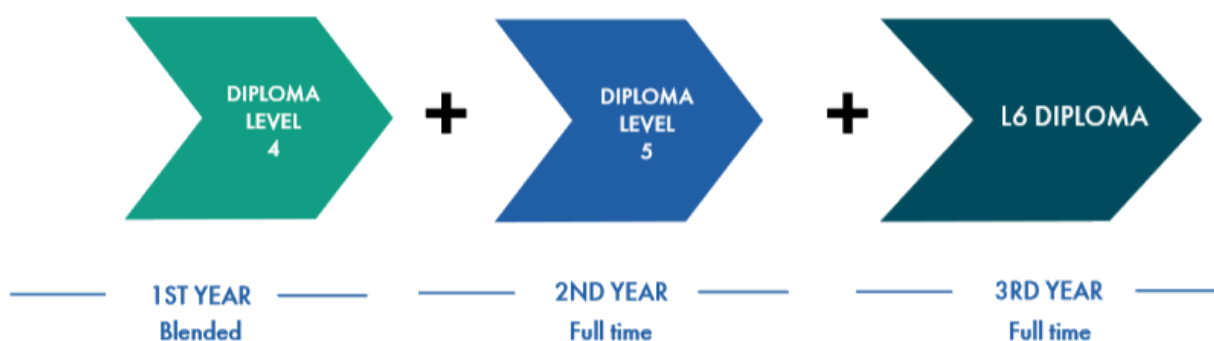 DIPLOMA
LEVEL
4
+
DIPLOMA
LEVEL
5
+
L6 DIPLOMA
1ST YEAR
Blended
2ND YEAR
Full time
3RD YEAR
Full time